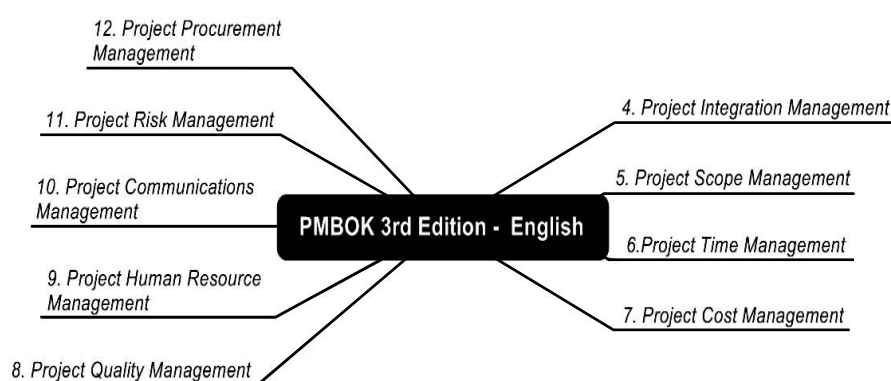 12. Project Procurement
Management
11. Project Risk Management
10. Project Communications
Management
9. Project Human Resource
Management
8. Project Quality Management
PMBOK 3rd Edition -  English
4. Project Integration Management
5. Project Scope Management
6.Project Time Management
7. Project Cost Management